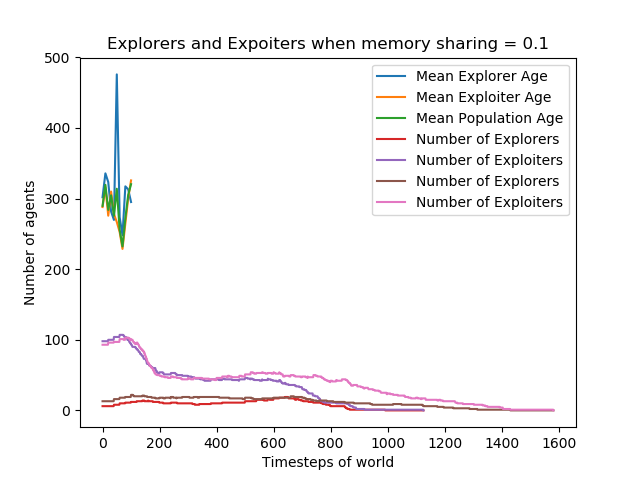 Explorers and Expoiters when memory sharing = 0.1
500
400
300
200
100
0
Number of agents
Mean Explorer Age
Mean Exploiter Age
Mean Population Age
Number of Explorers
Number of Exploiters
Number of Explorers
Number of Exploiters
0 200 400 600 800 1000 1200 1400 1600
Timesteps of world